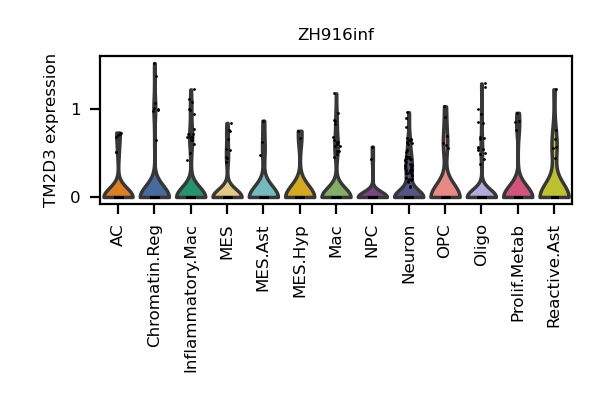 ZH916inf
TM2D3 expression
1
0
AC
Chromatin.Reg
Inflammatory.Mac
MES
MES.Ast
MES.Hyp
Mac
NPC
Neuron
OPC
Oligo
Prolif.Metab
Reactive.Ast